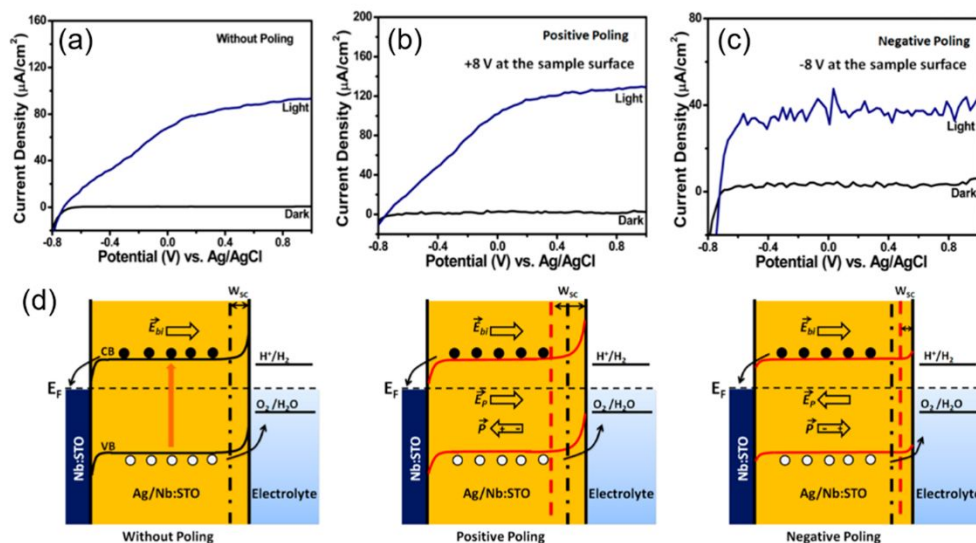 (a)
Without Poling
Light
Dark
Current Density (μA/cm²)
160
120
80
40
0
-0.8 -0.4 0.0 0.4 0.8
Potential (V) vs. Ag/AgCl
(b)
Positive Poling
+8 V at the sample surface
Light
Dark
Current Density (μA/cm²)
200
160
120
80
40
0
-0.8 -0.4 0.0 0.4 0.8
Potential (V) vs. Ag/AgCl
(c)
Negative Poling
-8 V at the sample surface
Light
Dark
Current Density (μA/cm²)
80
40
0
-0.8 -0.4 0.0 0.4 0.8
Potential (V) vs. Ag/AgCl
(d)
W_SC
E_bi
CB
H⁺/H₂
E_F
O₂/H₂O
VB
Nb:STO
Ag/Nb:STO
Electrolyte
Without Poling
W_SC
E_bi
H⁺/H₂
E_F
E_P
O₂/H₂O
P
+ +
Nb:STO
Ag/Nb:STO
Electrolyte
Positive Poling
W_SC
E_bi
H⁺/H₂
E_F
E_P
O₂/H₂O
P
- -
Nb:STO
Ag/Nb:STO
Electrolyte
Negative Poling